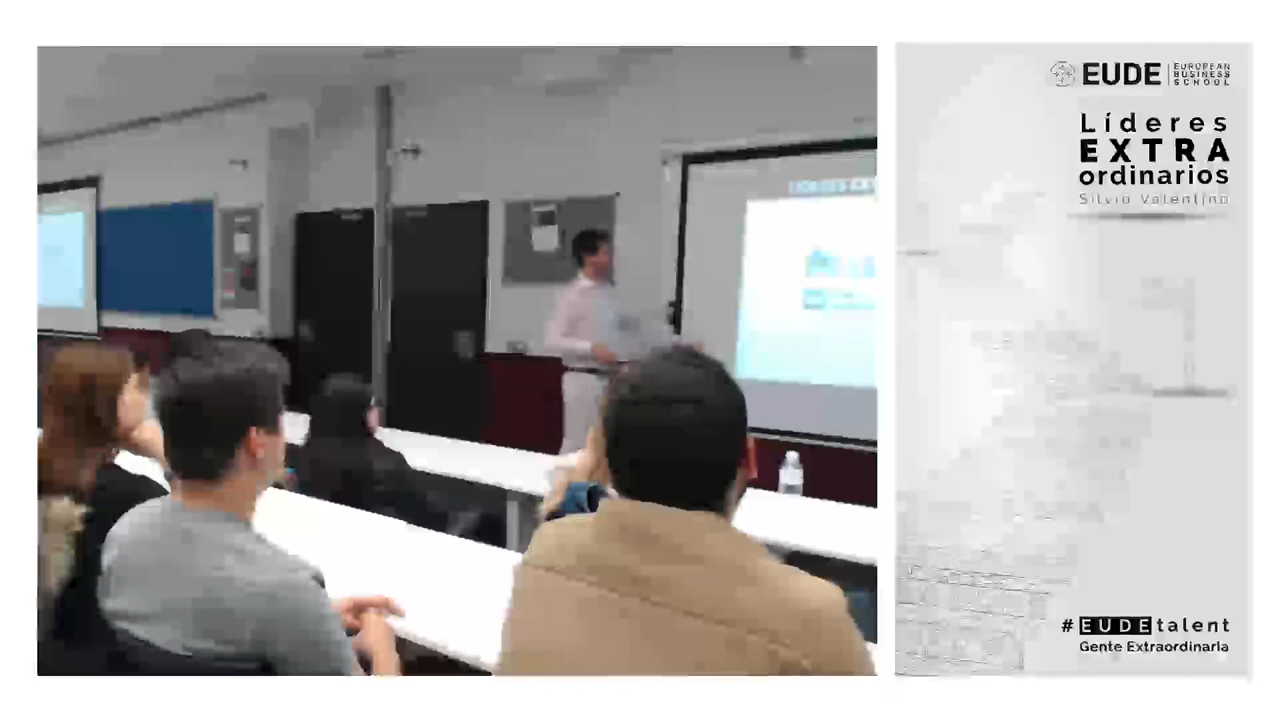 EUDE
EUROPEAN
BUSINESS
SCHOOL
Líderes
EXTRA
ordinarios
Silvio Valentino
#EUDEtalent
Gente Extraordinaria